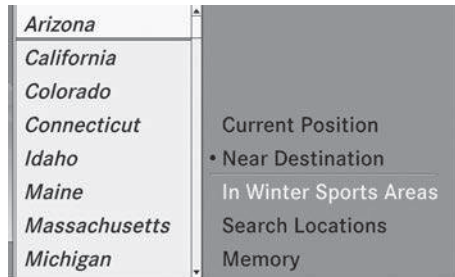 Arizona
California
Colorado
Connecticut
Idaho
Maine
Massachusetts
Michigan
Current Position
• Near Destination
In Winter Sports Areas
Search Locations
Memory